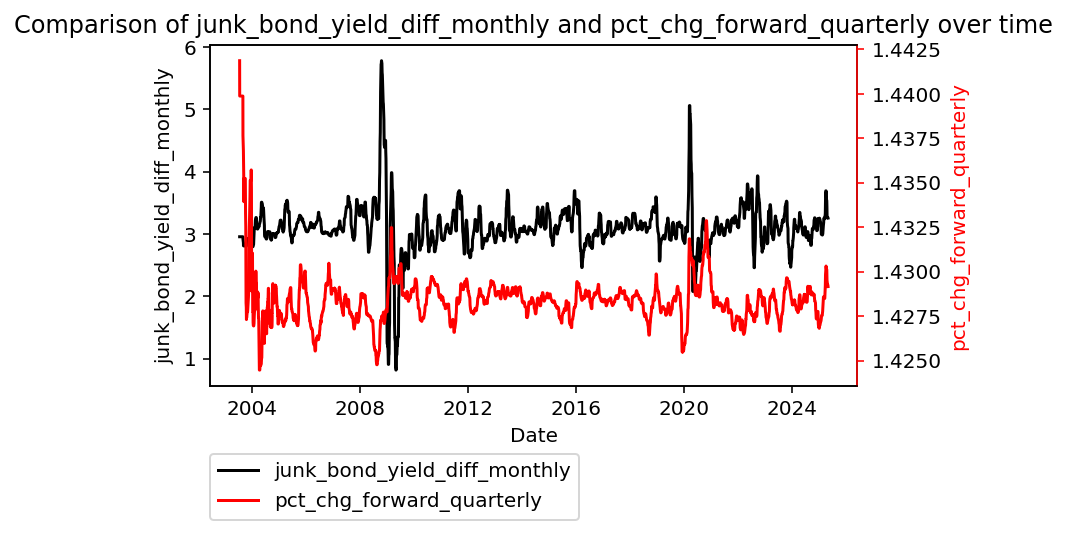 Comparison of junk_bond_yield_diff_monthly and pct_chg_forward_quarterly over time
junk_bond_yield_diff_monthly
6
5
4
3
2
1
1.4425
1.4400
1.4375
1.4350
1.4325
1.4300
1.4275
1.4250
pct_chg_forward_quarterly
2004 2008 2012 2016 2020 2024
Date
junk_bond_yield_diff_monthly
pct_chg_forward_quarterly